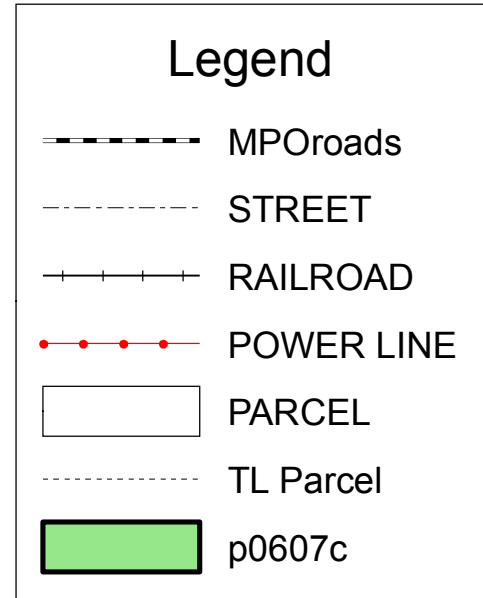 Legend
MPOroads
STREET
RAILROAD
POWER LINE
PARCEL
TL Parcel
p0607c